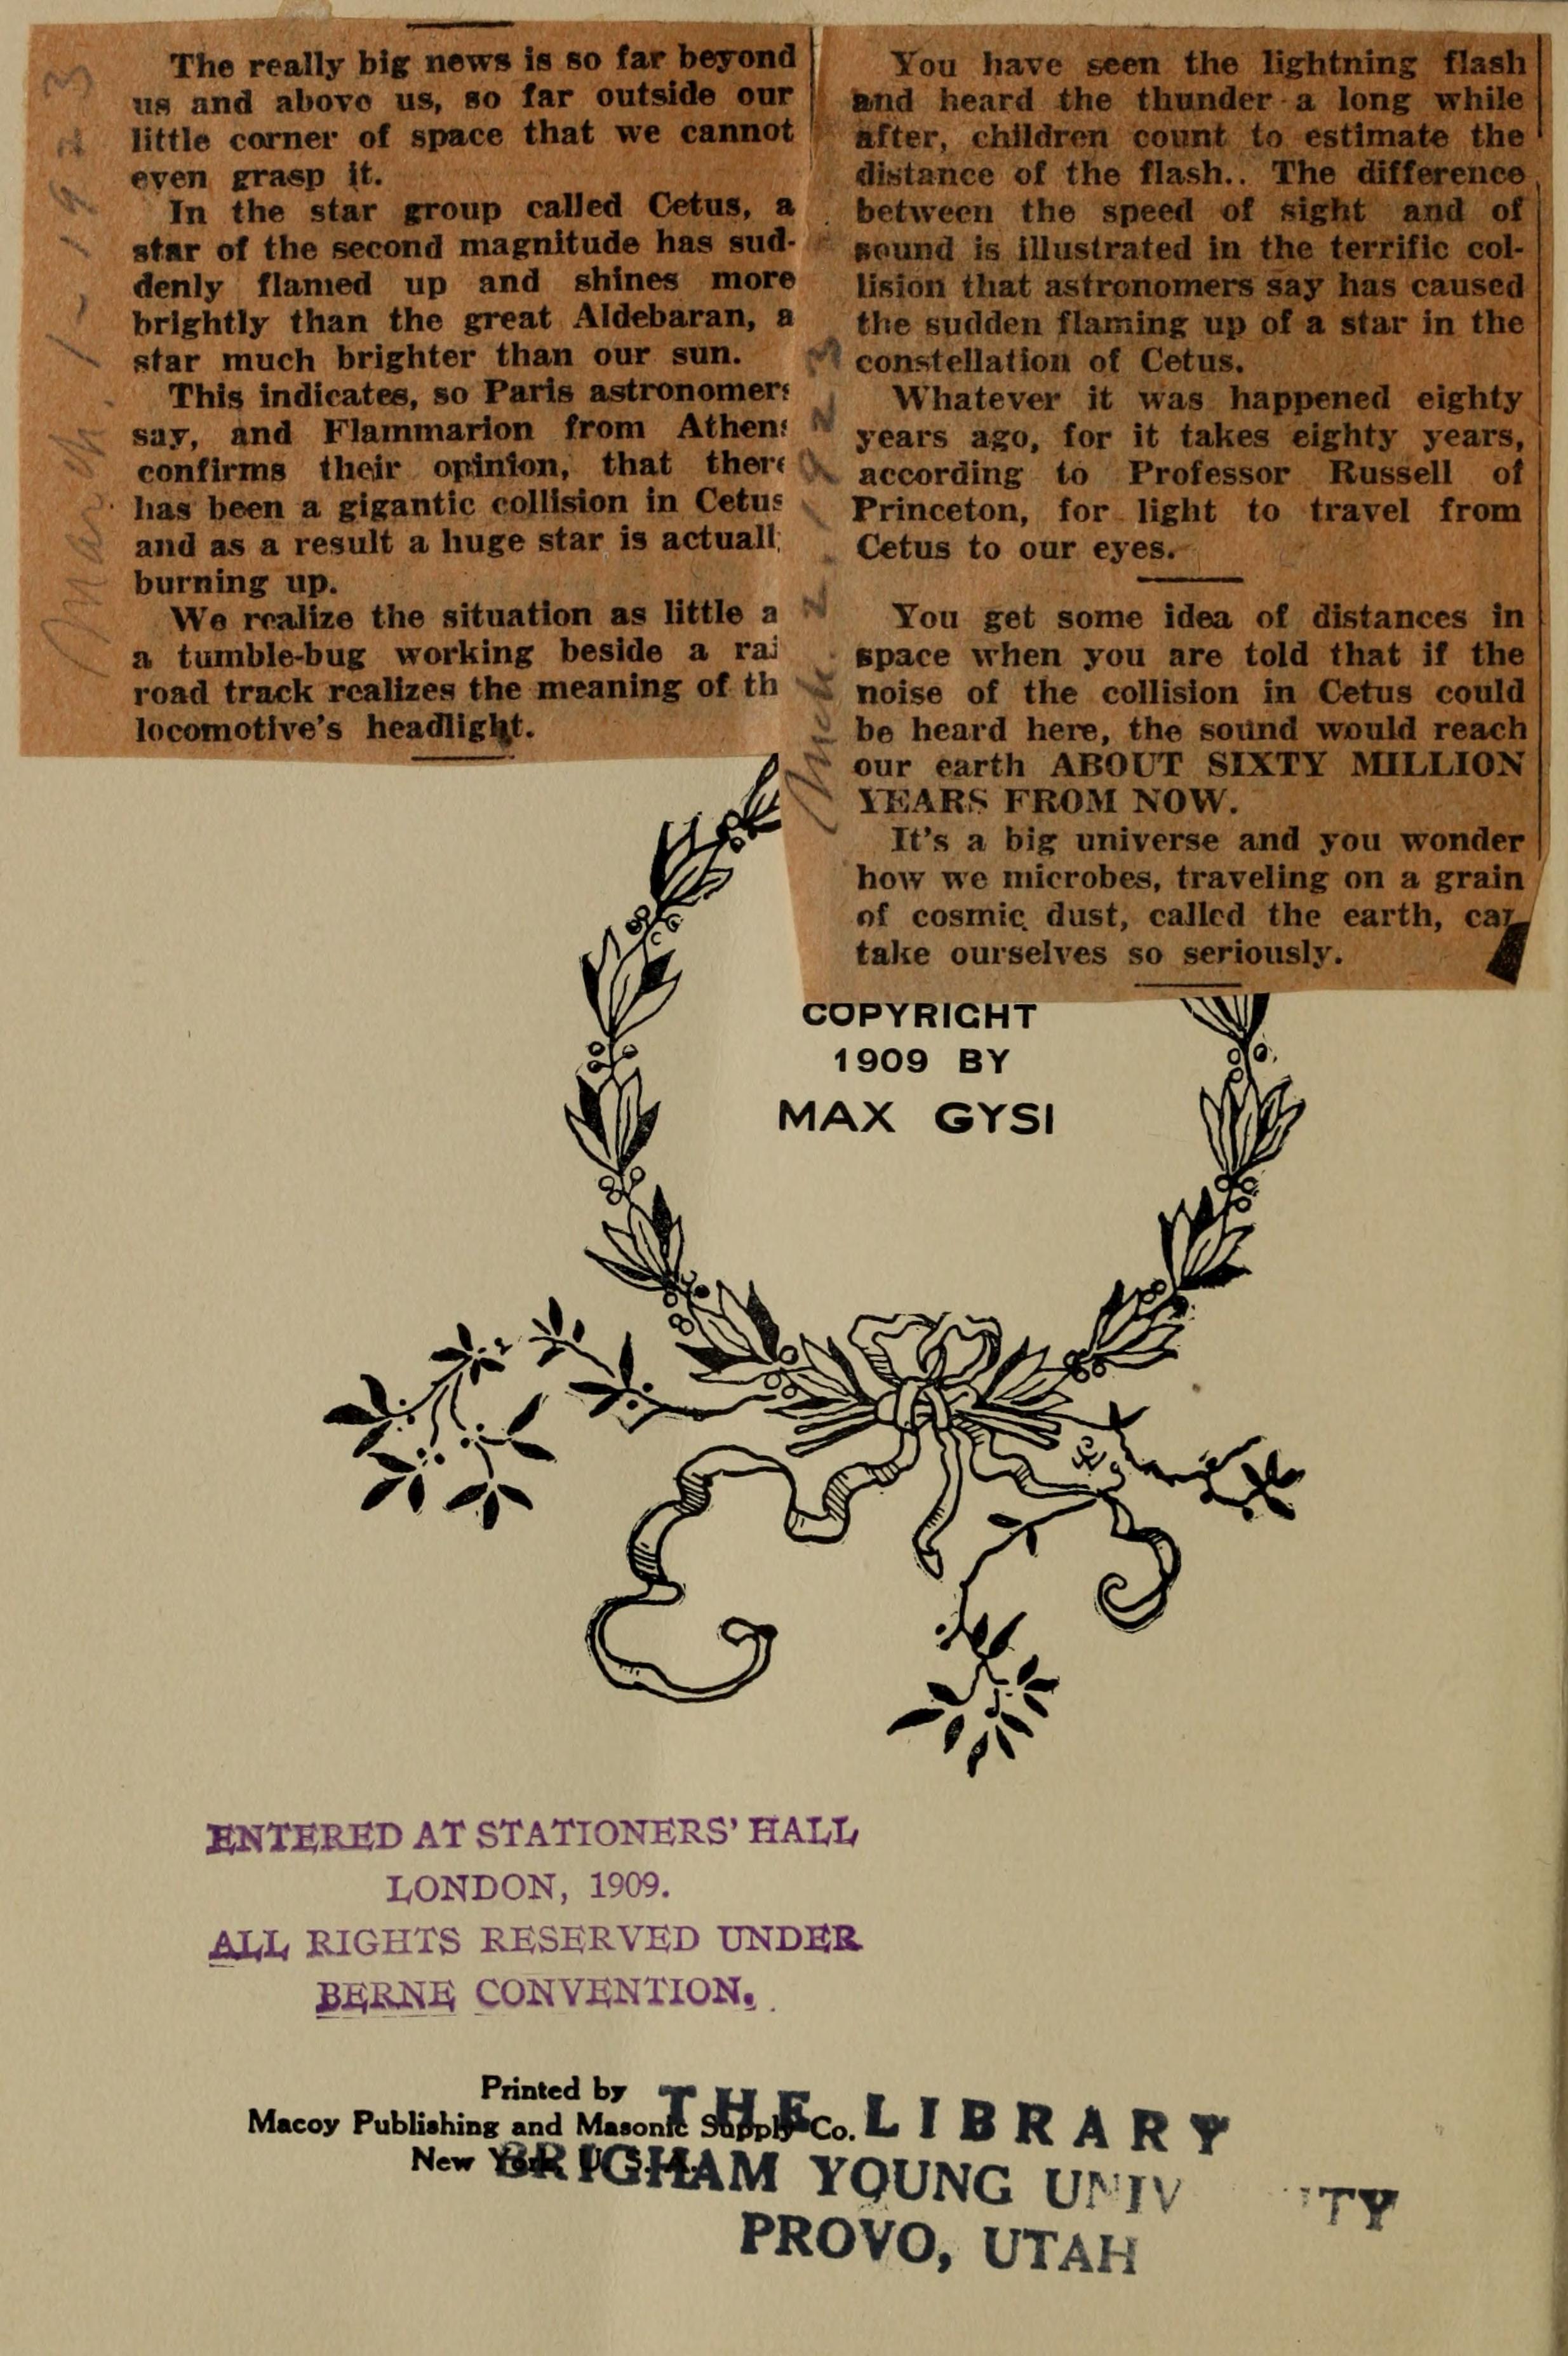 The really big news is so far beyond
us and above us, so far outside our
little corner of space that we cannot
even grasp it.
In the star group called Cetus, a
star of the second magnitude has sud-
denly flamed up and shines more
brightly than the great Aldebaran, a
star much brighter than our sun.
This indicates, so Paris astronomers
say, and Flammarion from Athens
confirms their opinion, that there
has been a gigantic collision in Cetus
and as a result a huge star is actuall
burning up.
We realize the situation as little a
a tumble-bug working beside a rai
road track realizes the meaning of th
locomotive's headlight.
March 1-1923
You have seen the lightning flash
and heard the thunder a long while
after, children count to estimate the
distance of the flash.. The difference
between the speed of sight and of
sound is illustrated in the terrific col-
lision that astronomers say has caused
the sudden flaming up of a star in the
constellation of Cetus.
Whatever it was happened eighty
years ago, for it takes eighty years,
according to Professor Russell of
Princeton, for light to travel from
Cetus to our eyes.
You get some idea of distances in
space when you are told that if the
noise of the collision in Cetus could
be heard here, the sound would reach
our earth ABOUT SIXTY MILLION
YEARS FROM NOW.
It's a big universe and you wonder
how we microbes, traveling on a grain
of cosmic dust, called the earth, can
take ourselves so seriously.
COPYRIGHT
1909 BY
MAX GYSI
ENTERED AT STATIONERS' HALL
LONDON, 1909.
ALL RIGHTS RESERVED UNDER
BERNE CONVENTION.
Printed by
Macoy Publishing and Masonic Supply Co.
New York, U. S. A.
THE LIBRARY
BRIGHAM YOUNG UNIV TY
PROVO, UTAH